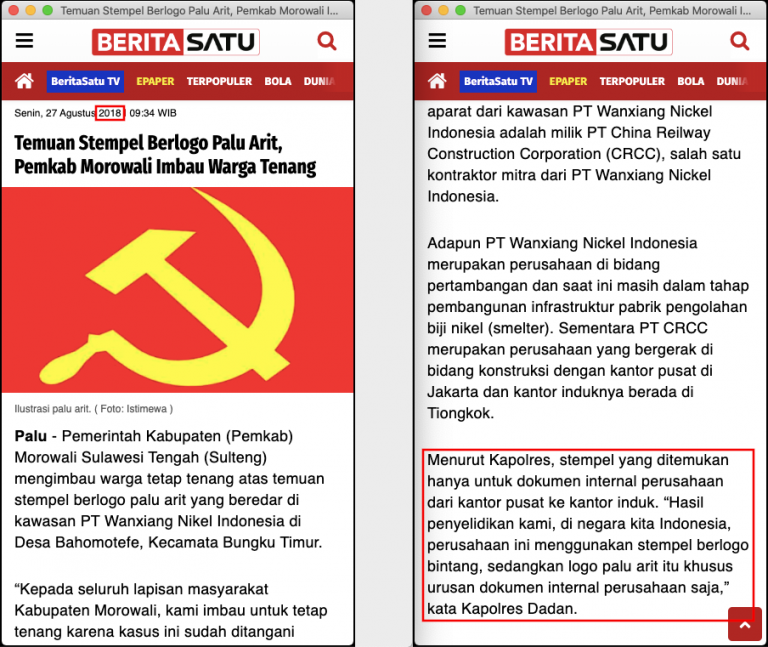 Temuan Stempel Berlogo Palu Arit, Pemkab Morowali I...
BERITA SATU
BeritaSatu TV EPAPER TERPOPULER BOLA DUNIA
Senin, 27 Agustus 2018 09:34 WIB
Temuan Stempel Berlogo Palu Arit,
Pemkab Morowali Imbau Warga Tenang
Ilustrasi palu arit. ( Foto: Istimewa )
Palu - Pemerintah Kabupaten (Pemkab)
Morowali Sulawesi Tengah (Sulteng)
mengimbau warga tetap tenang atas temuan
stempel berlogo palu arit yang beredar di
kawasan PT Wanxiang Nikel Indonesia di
Desa Bahomotefe, Kecamata Bungku Timur.
“Kepada seluruh lapisan masyarakat
Kabupaten Morowali, kami imbau untuk tetap
tenang karena kasus ini sudah ditangani
Temuan Stempel Berlogo Palu Arit, Pemkab Morowali I...
BERITA SATU
BeritaSatu TV EPAPER TERPOPULER BOLA DUNIA
aparat dari kawasan PT Wanxiang Nickel
Indonesia adalah milik PT China Reilway
Construction Corporation (CRCC), salah satu
kontraktor mitra dari PT Wanxiang Nickel
Indonesia.
Adapun PT Wanxiang Nickel Indonesia
merupakan perusahaan di bidang
pertambangan dan saat ini masih dalam tahap
pembangunan infrastruktur pabrik pengolahan
biji nikel (smelter). Sementara PT CRCC
merupakan perusahaan yang bergerak di
bidang konstruksi dengan kantor pusat di
Jakarta dan kantor induknya berada di
Tiongkok.
Menurut Kapolres, stempel yang ditemukan
hanya untuk dokumen internal perusahaan
dari kantor pusat ke kantor induk. “Hasil
penyelidikan kami, di negara kita Indonesia,
perusahaan ini menggunakan stempel berlogo
bintang, sedangkan logo palu arit itu khusus
urusan dokumen internal perusahaan saja,”
kata Kapolres Dadan.